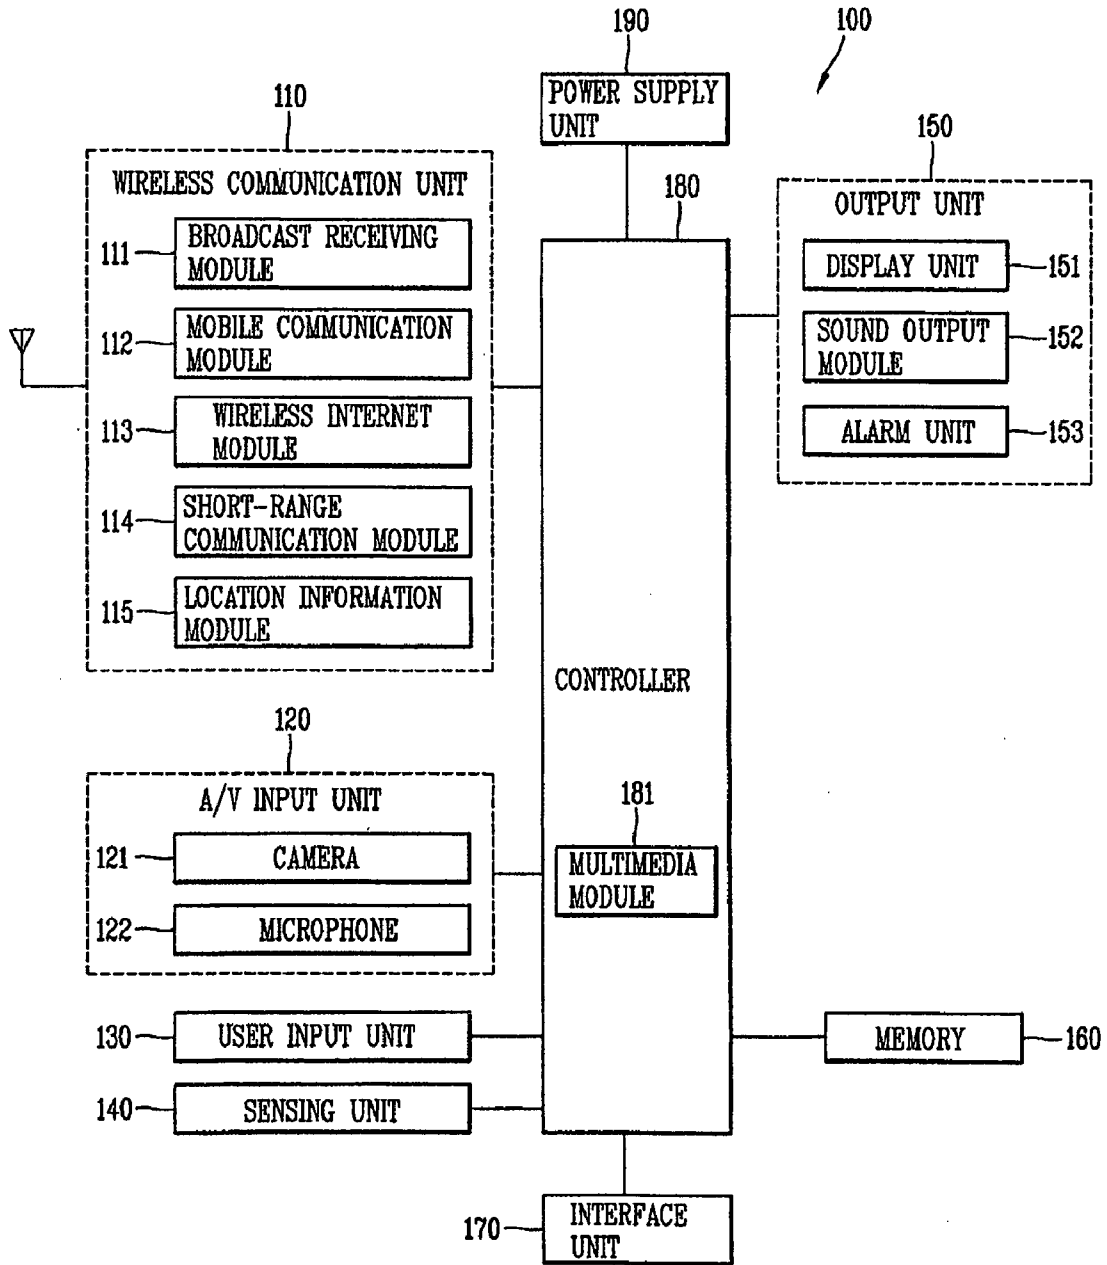 190
100
POWER SUPPLY
UNIT
110
WIRELESS COMMUNICATION UNIT
111
BROADCAST RECEIVING
MODULE
112
MOBILE COMMUNICATION
MODULE
113
WIRELESS INTERNET
MODULE
114
SHORT-RANGE
COMMUNICATION MODULE
115
LOCATION INFORMATION
MODULE
180
150
OUTPUT UNIT
DISPLAY UNIT
151
SOUND OUTPUT
MODULE
152
ALARM UNIT
153
CONTROLLER
181
MULTIMEDIA
MODULE
120
A/V INPUT UNIT
121
CAMERA
122
MICROPHONE
130
USER INPUT UNIT
140
SENSING UNIT
MEMORY
160
170
INTERFACE
UNIT